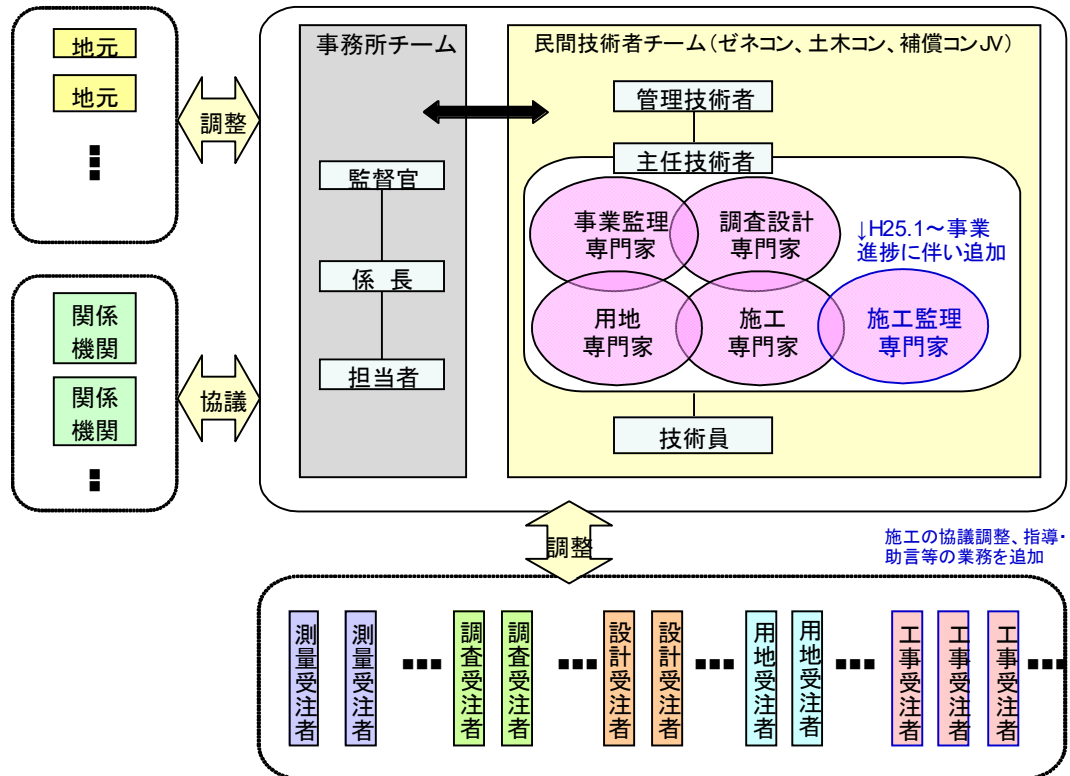 地元
地元
調整
関係
機関
関係
機関
協議
事務所チーム
監督官
係 長
担当者
民間技術者チーム(ゼネコン、土木コン、補償コンJV)
管理技術者
主任技術者
事業監理
専門家
調査設計
専門家
↓H25.1~事業
進捗に伴い追加
用地
専門家
施工
専門家
施工監理
専門家
技術員
調整
施工の協議調整、指導・
助言等の業務を追加
測量受注者
測量受注者
調査受注者
調査受注者
設計受注者
設計受注者
用地受注者
用地受注者
工事受注者
工事受注者
工事受注者